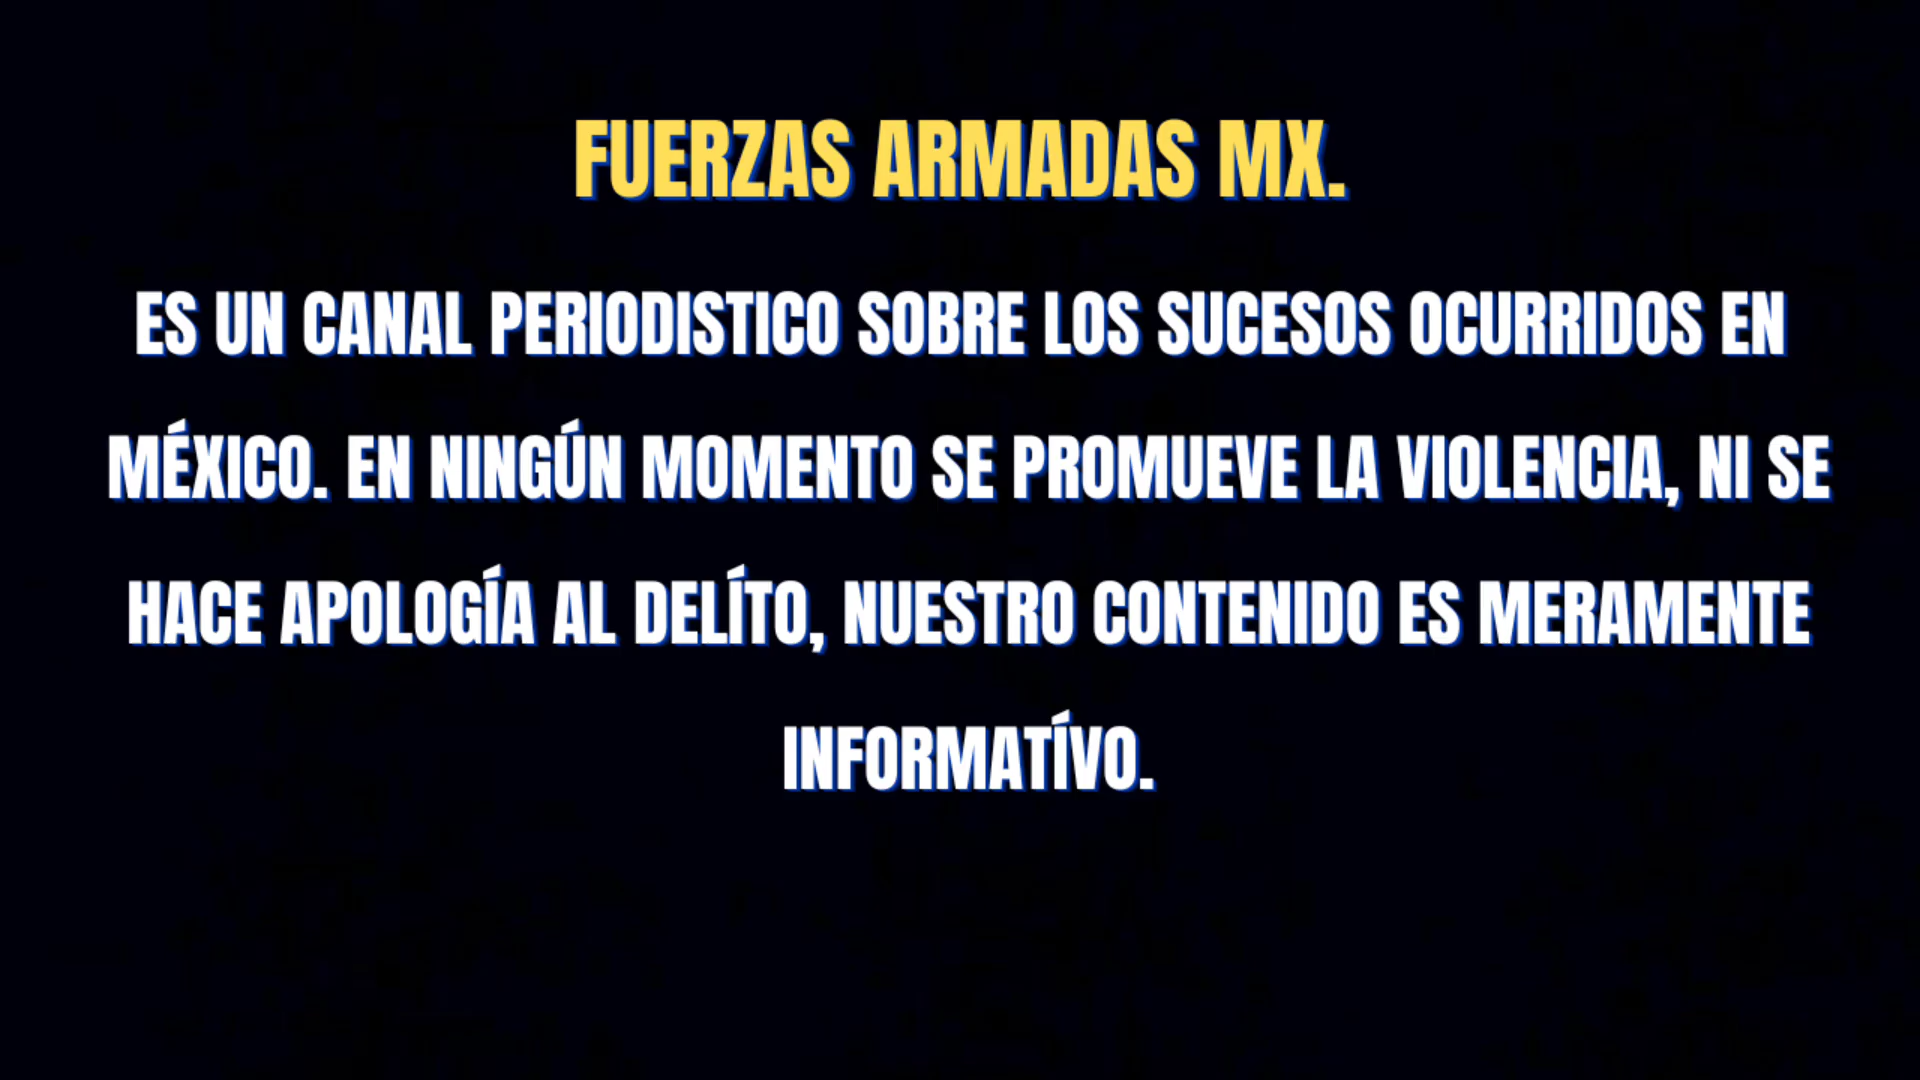 FUERZAS ARMADAS MX.
ES UN CANAL PERIODISTICO SOBRE LOS SUCESOS OCURRIDOS EN
MÉXICO. EN NINGÚN MOMENTO SE PROMUEVE LA VIOLENCIA, NI SE
HACE APOLOGÍA AL DELÍTO, NUESTRO CONTENIDO ES MERAMENTE
INFORMATÍVO.